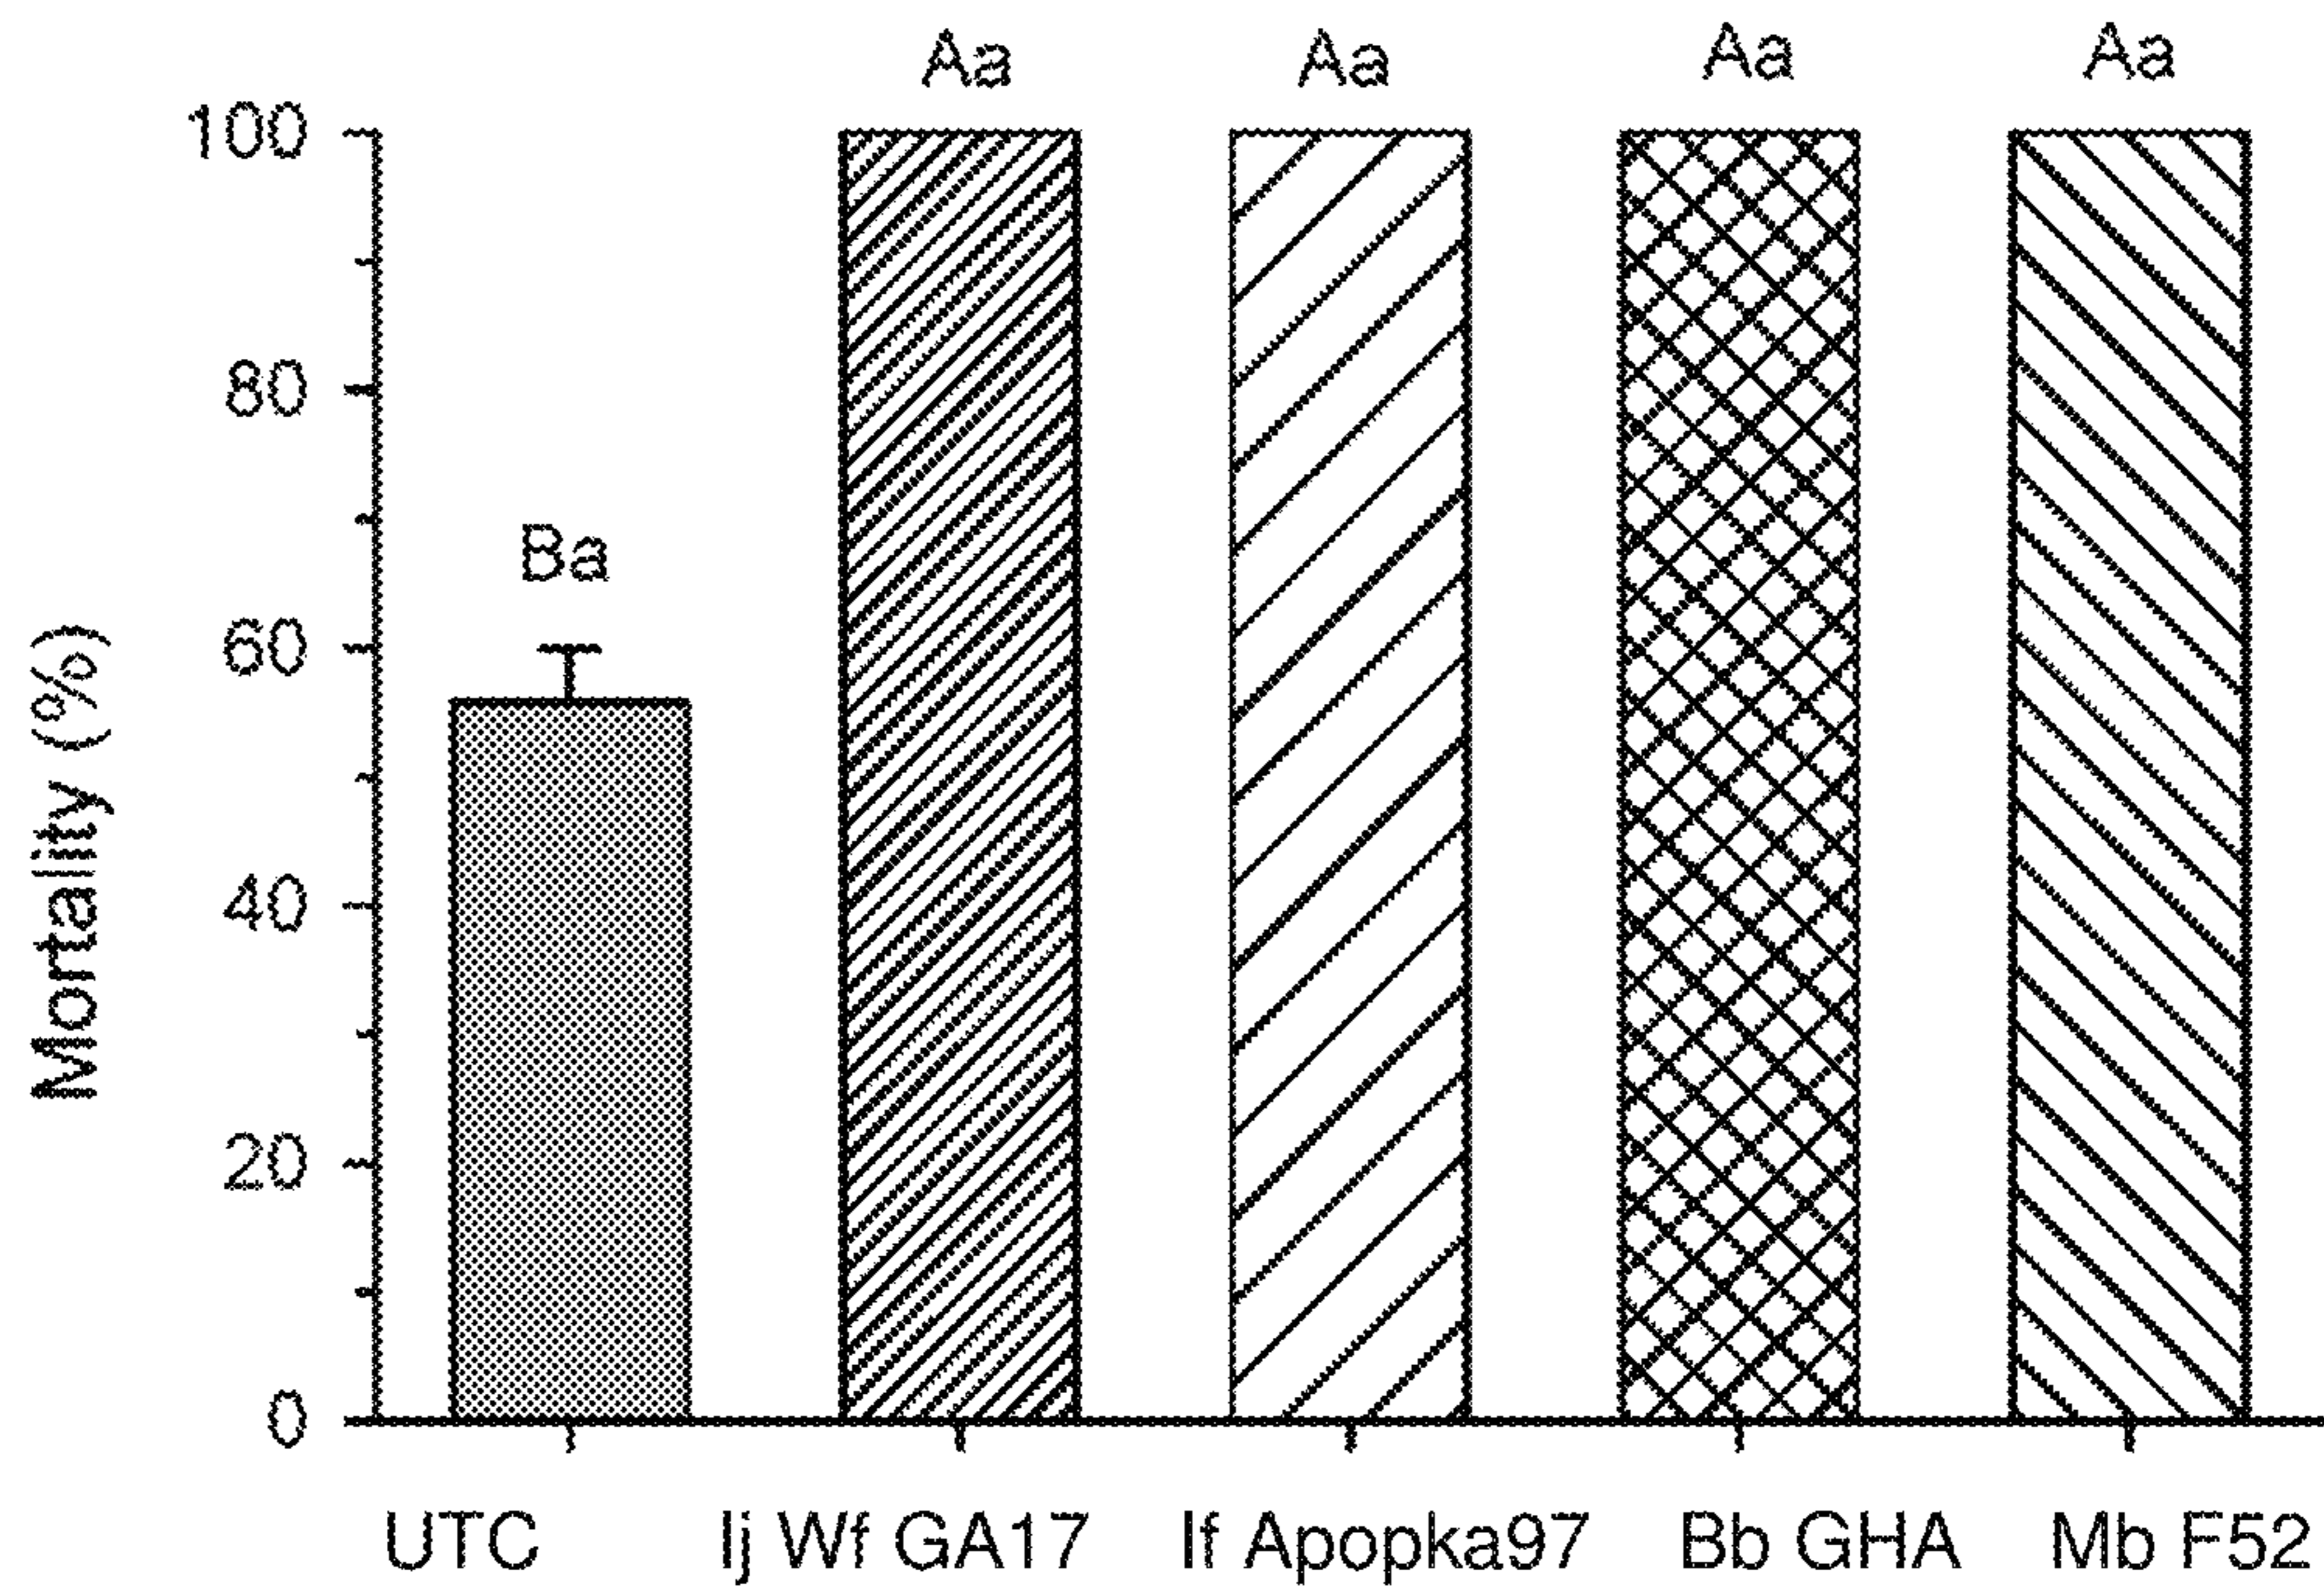 Aa Aa Aa Aa
100
80
Ba
60
40
20
0
Mortality (%)
UTC Ij Wf GA17 If Apopka97 Bb GHA Mb F52